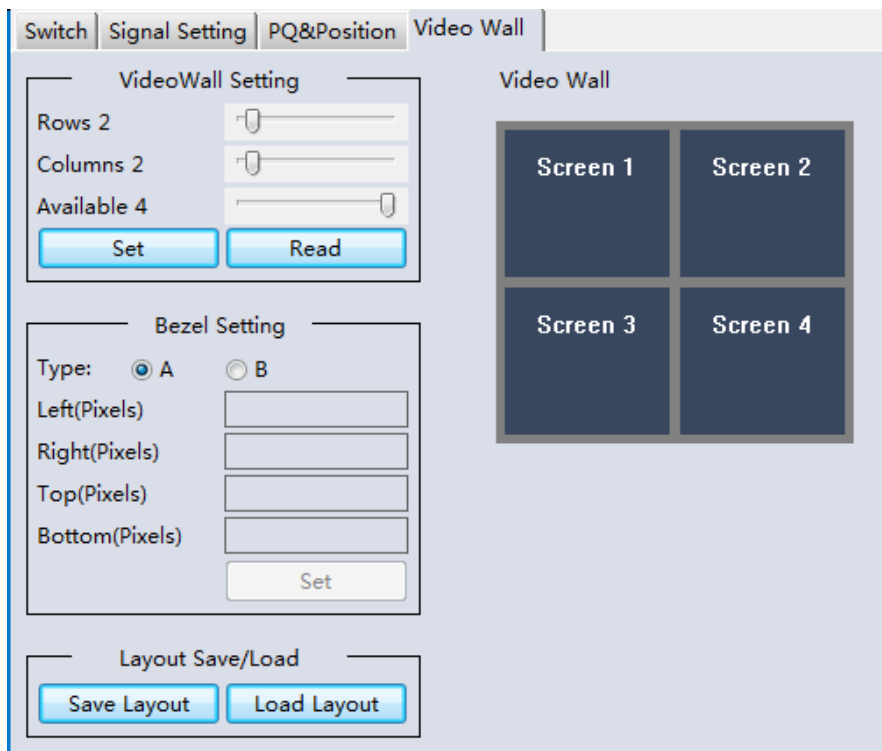 Switch Signal Setting PQ&Position Video Wall
VideoWall Setting
Rows 2
Columns 2
Available 4
Set Read
Bezel Setting
Type: A B
Left(Pixels)
Right(Pixels)
Top(Pixels)
Bottom(Pixels)
Set
Layout Save/Load
Save Layout Load Layout
Video Wall
Screen 1 Screen 2
Screen 3 Screen 4